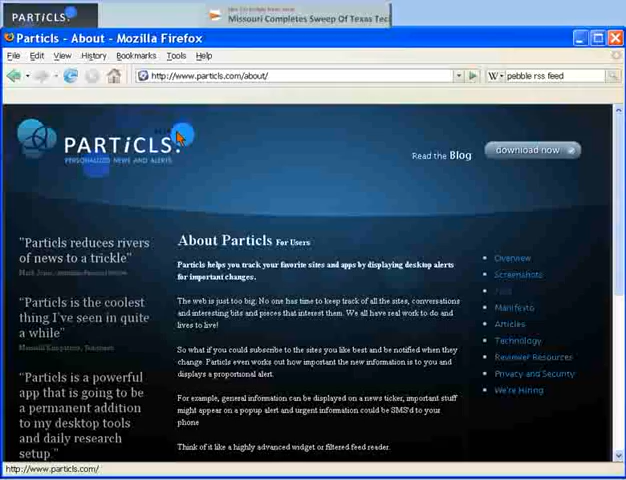 PARTiCLS.
Missouri Completes Sweep Of Texas Tec
Particls - About - Mozilla Firefox
File Edit View History Bookmarks Tools Help
http://www.particls.com/about/
W
pebble rss feed
PARTiCLS.
PERSONALIZED NEWS AND ALERTS
Read the Blog
download now
"Particls reduces rivers
of news to a trickle"
"Particls is the coolest
thing I've seen in quite
a while"
"Particls is a powerful
app that is going to be
a permanent addition
to my desktop tools
and daily research
setup."
About Particls For Users
Particls helps you track your favorite sites and apps by displaying desktop alerts
for important changes.
The web is just too big. No one has time to keep track of all the sites, conversations
and interesting bits and pieces that interest them. We all have real work to do and
lives to live!
So what if you could subscribe to the sites you like best and be notified when they
change. Particls even works out how important the new information is to you and
displays a proportional alert.
For example, general information can be displayed on a news ticker, important stuff
might appear on a popup alert and urgent information could be SMS'd to your
phone
Think of it like a highly advanced widget or filtered feed reader.
Overview
Screenshots
Manifesto
Articles
Technology
Reviewer Resources
Privacy and Security
We're Hiring
http://www.particls.com/